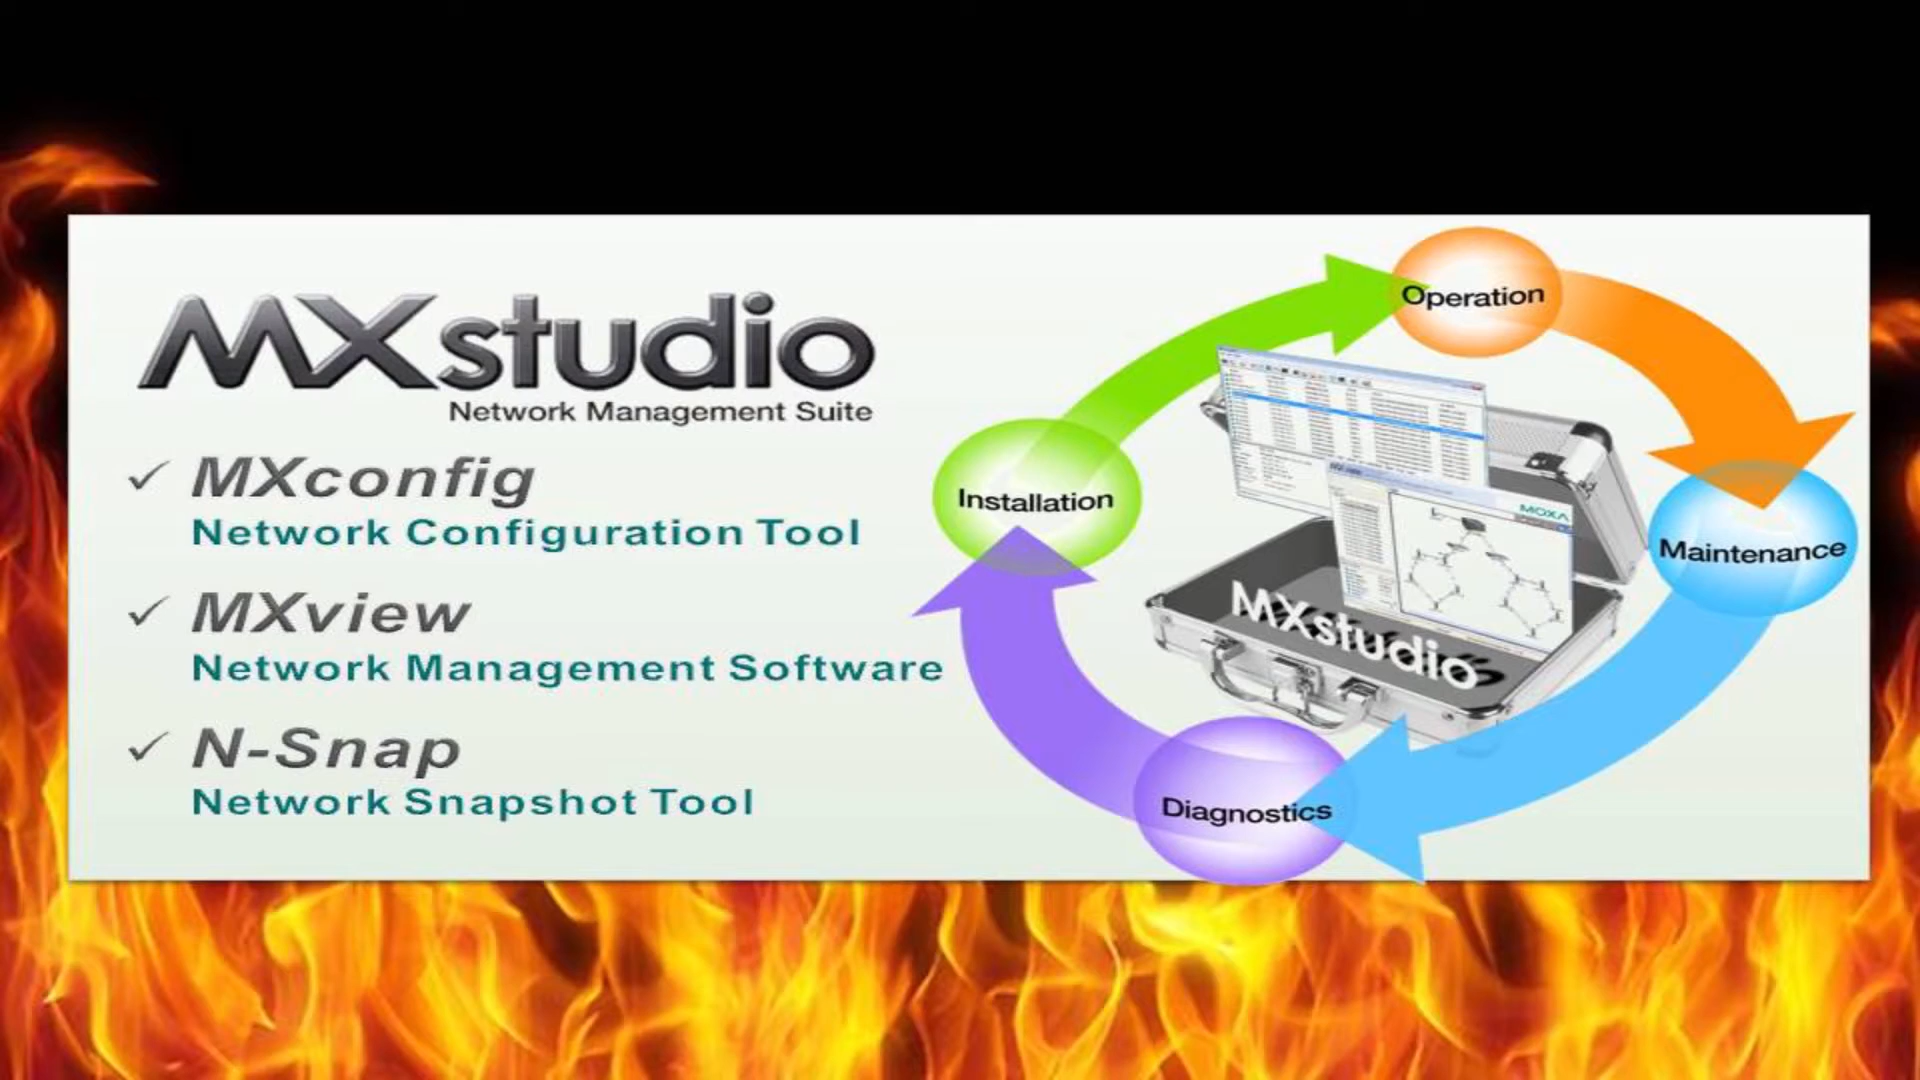 MXstudio
Network Management Suite
✓ MXconfig
Network Configuration Tool
✓ MXview
Network Management Software
✓ N-Snap
Network Snapshot Tool
Operation
Installation
Maintenance
Diagnostics
MOXA
MXstudio